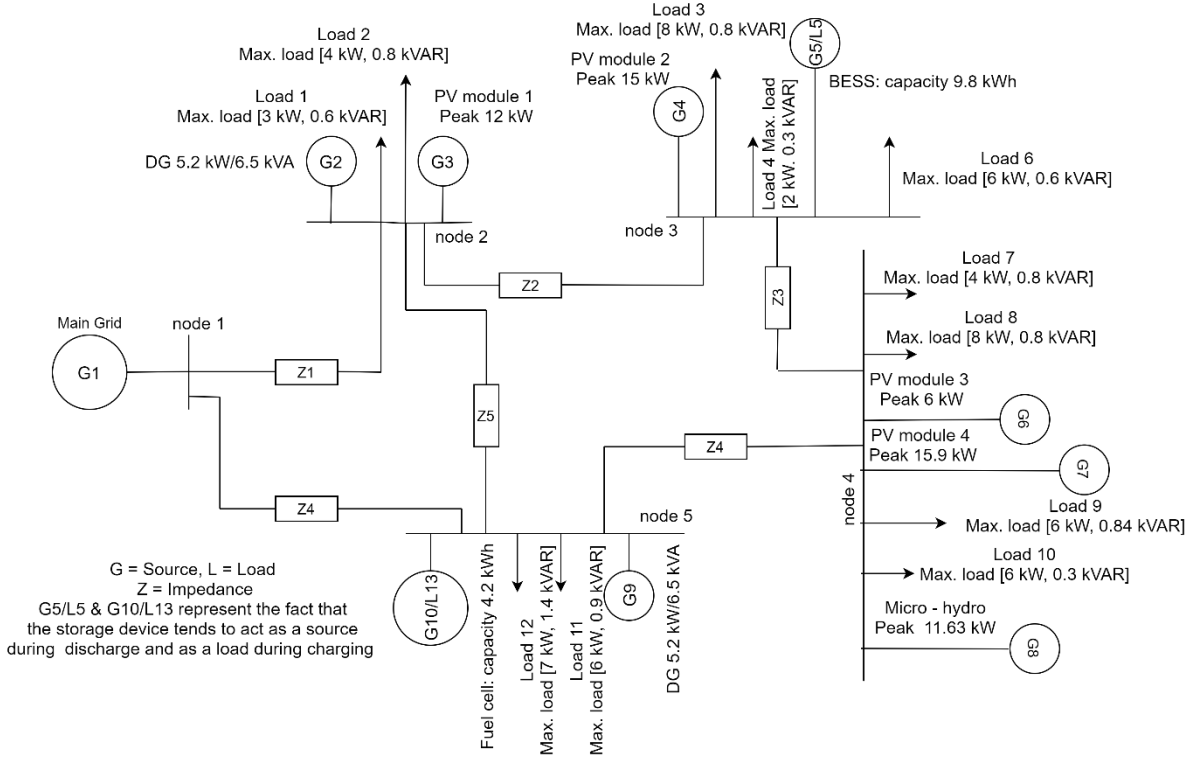 Load 2
Max. load [4 kW, 0.8 kVAR]
Load 1
Max. load [3 kW, 0.6 kVAR]
PV module 1
Peak 12 kW
DG 5.2 kW/6.5 kVA
G2
G3
node 2
Load 3
Max. load [8 kW, 0.8 kVAR]
PV module 2
Peak 15 kW
G4
Load 4 Max. load
[2 kW. 0.3 kVAR]
G5/L5
BESS: capacity 9.8 kWh
Load 6
Max. load [6 kW, 0.6 kVAR]
node 3
Z2
Z3
Main Grid
G1
node 1
Z1
Z5
Z4
Z4
Load 7
Max. load [4 kW, 0.8 kVAR]
Load 8
Max. load [8 kW, 0.8 kVAR]
PV module 3
Peak 6 kW
G6
PV module 4
Peak 15.9 kW
G7
node 4
Load 9
Max. load [6 kW, 0.84 kVAR]
Load 10
Max. load [6 kW, 0.3 kVAR]
Micro - hydro
Peak 11.63 kW
G8
node 5
G10/L13
Fuel cell: capacity 4.2 kWh
Load 12
Max. load [7 kW, 1.4 kVAR]
Load 11
Max. load [6 kW, 0.9 kVAR]
G9
DG 5.2 kW/6.5 kVA
G = Source, L = Load
Z = Impedance
G5/L5 & G10/L13 represent the fact that
the storage device tends to act as a source
during discharge and as a load during charging